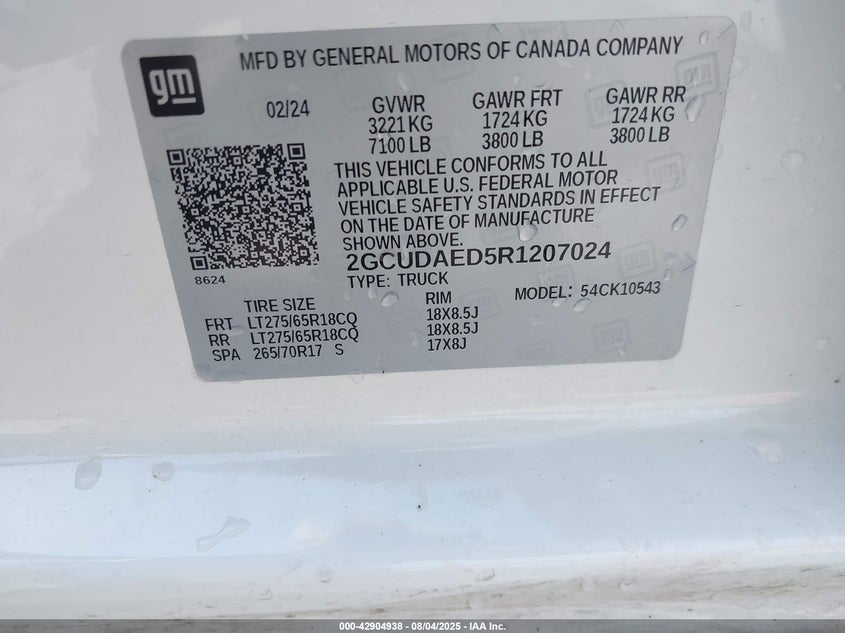 gm
MFD BY GENERAL MOTORS OF CANADA COMPANY
02/24 GVWR GAWR FRT GAWR RR
3221 KG 1724 KG 1724 KG
7100 LB 3800 LB 3800 LB
THIS VEHICLE CONFORMS TO ALL
APPLICABLE U.S. FEDERAL MOTOR
VEHICLE SAFETY STANDARDS IN EFFECT
ON THE DATE OF MANUFACTURE
SHOWN ABOVE.
2GCUDAED5R1207024
8624
TYPE: TRUCK MODEL: 54CK10543
TIRE SIZE RIM
FRT LT275/65R18CQ 18X8.5J
RR LT275/65R18CQ 18X8.5J
SPA 265/70R17 S 17X8J
000-42904938 - 08/04/2025 - IAA Inc.